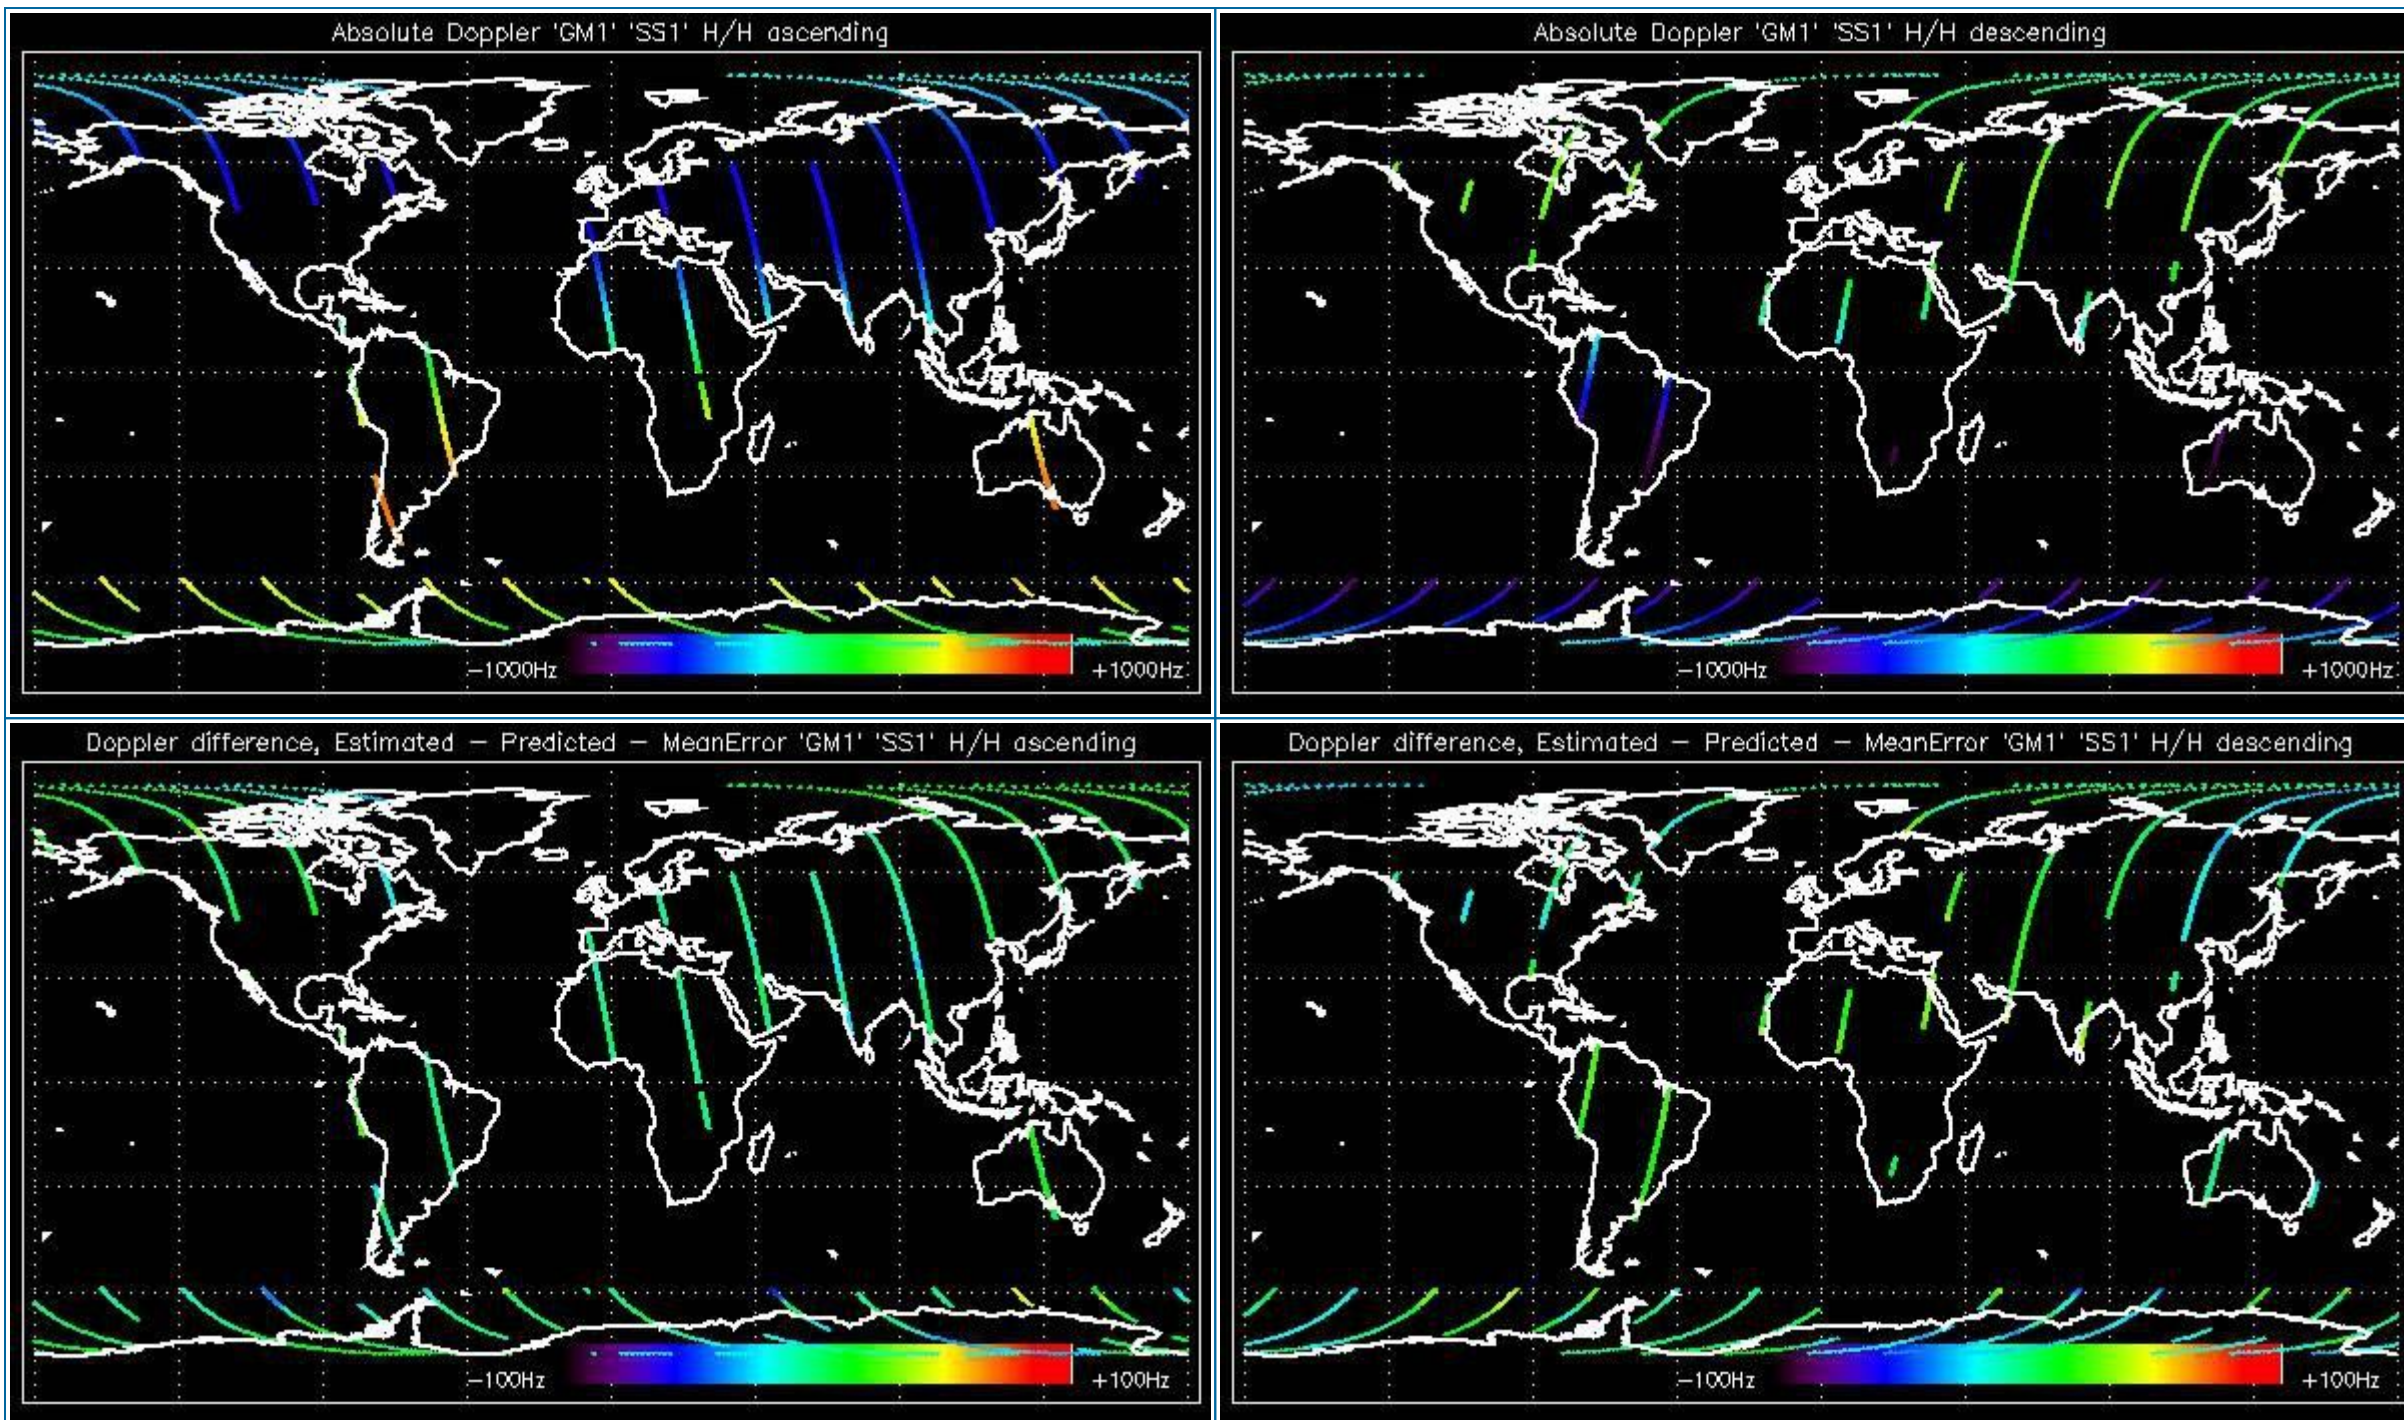 Absolute Doppler 'GM1' 'SS1' H/H ascending
-1000Hz
+1000Hz
Absolute Doppler 'GM1' 'SS1' H/H descending
-1000Hz
+1000Hz
Doppler difference, Estimated - Predicted - MeanError 'GM1' 'SS1' H/H ascending
-100Hz
+100Hz
Doppler difference, Estimated - Predicted - MeanError 'GM1' 'SS1' H/H descending
-100Hz
+100Hz